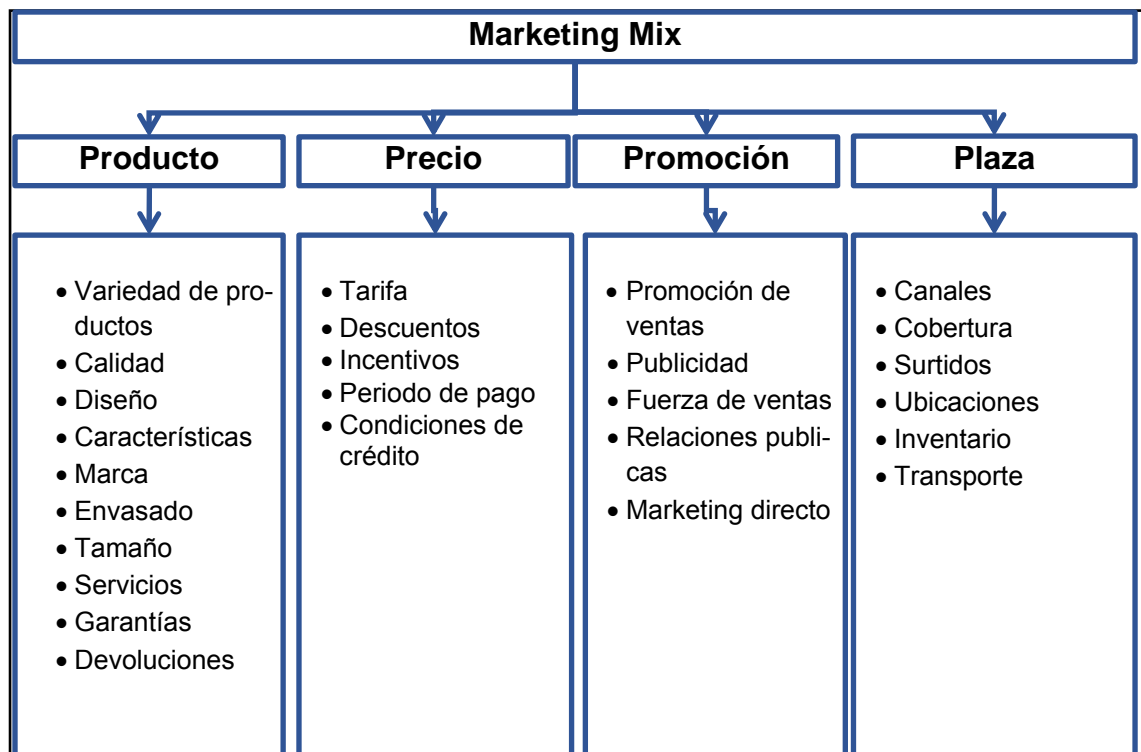 Marketing Mix
Producto
Precio
Promoción
Plaza
• Variedad de pro-
ductos
• Calidad
• Diseño
• Características
• Marca
• Envasado
• Tamaño
• Servicios
• Garantías
• Devoluciones
• Tarifa
• Descuentos
• Incentivos
• Periodo de pago
• Condiciones de
crédito
• Promoción de
ventas
• Publicidad
• Fuerza de ventas
• Relaciones publi-
cas
• Marketing directo
• Canales
• Cobertura
• Surtidos
• Ubicaciones
• Inventario
• Transporte